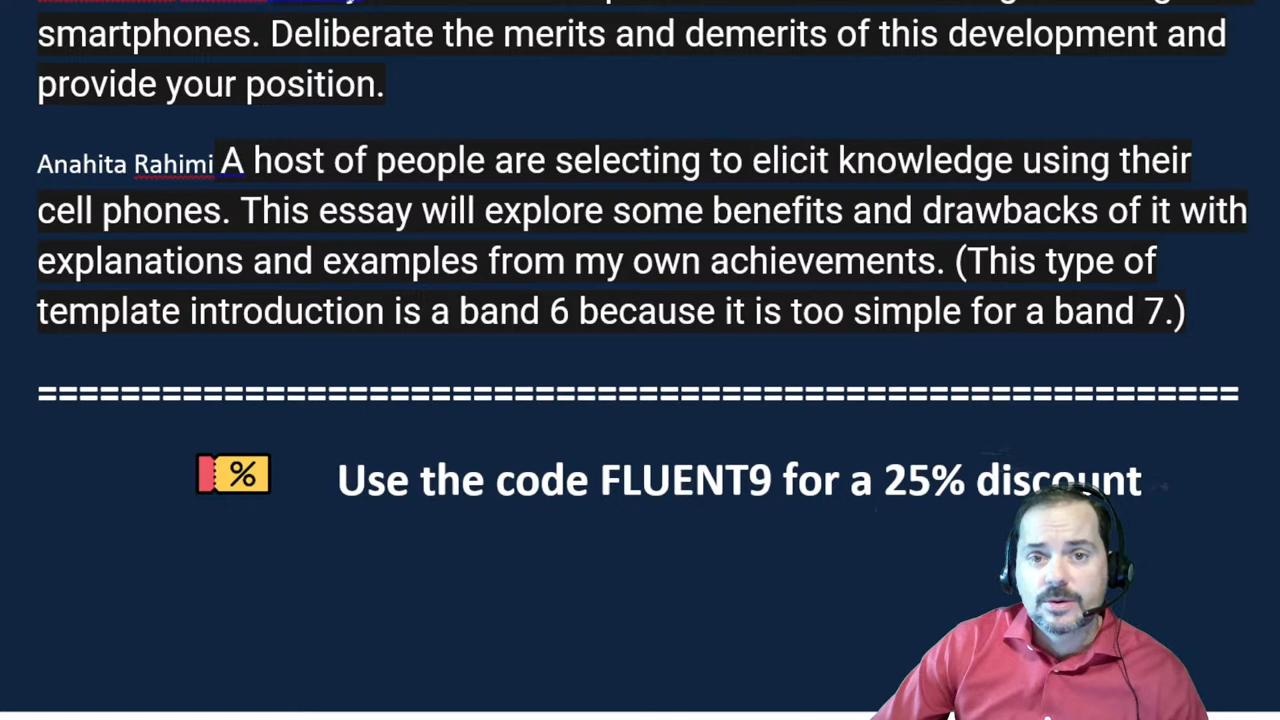 smartphones. Deliberate the merits and demerits of this development and
provide your position.
Anahita Rahimi A host of people are selecting to elicit knowledge using their
cell phones. This essay will explore some benefits and drawbacks of it with
explanations and examples from my own achievements. (This type of
template introduction is a band 6 because it is too simple for a band 7.)
==========================================================
% Use the code FLUENT9 for a 25% discount